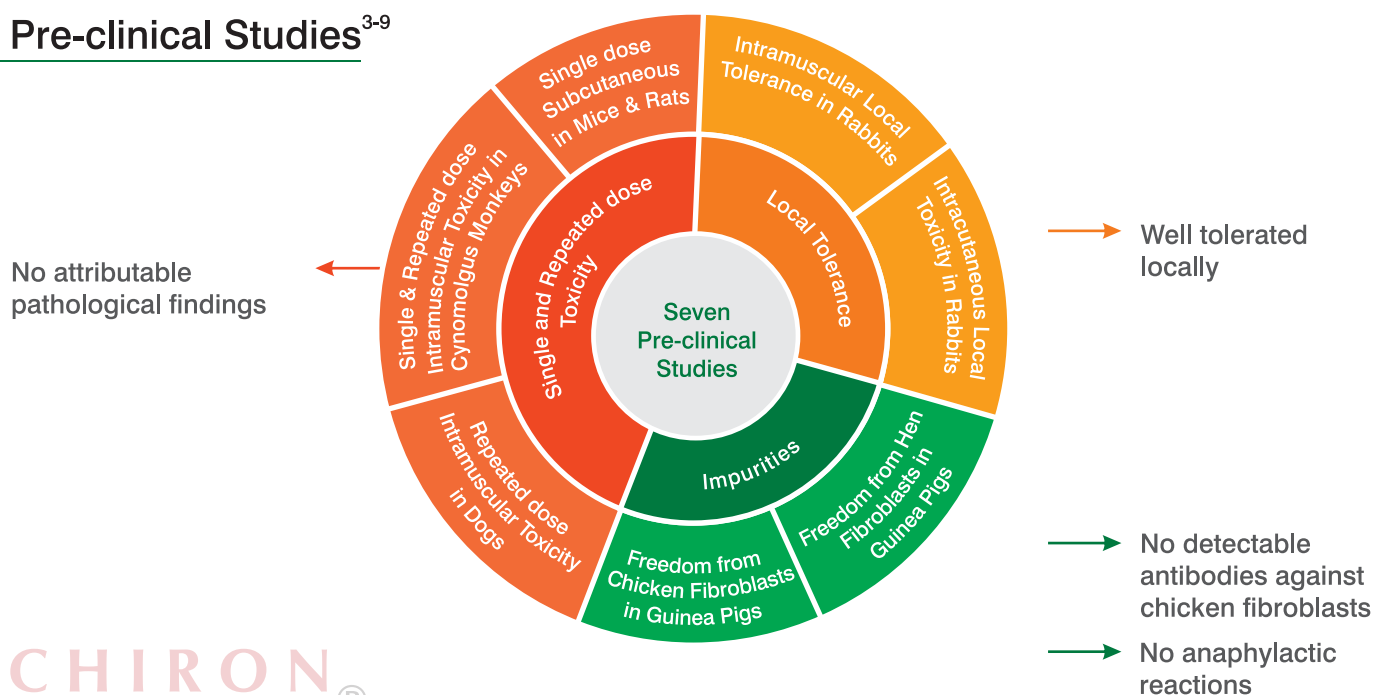 Pre-clinical Studies3-9
Single dose
Subcutaneous
in Mice & Rats
Intramuscular Local
Tolerance in Rabbits
Intracutaneous Local
Toxicity in Rabbits
Single & Repeated dose
Intramuscular Toxicity in
Cynomolgus Monkeys
Single and Repeated dose
Toxicity
Local Tolerance
Well tolerated
locally
No attributable
pathological findings
Seven
Pre-clinical
Studies
Repeated dose
Intramuscular Toxicity
in Dogs
Impurities
Freedom from Hen
Fibroblasts in
Guinea Pigs
Freedom from
Chicken Fibroblasts
in Guinea Pigs
No detectable
antibodies against
chicken fibroblasts
No anaphylactic
reactions
CHIRON®